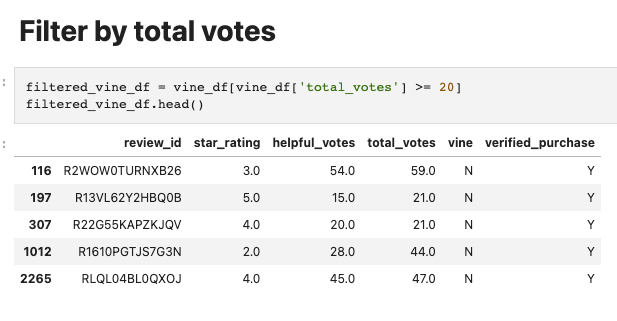 Filter by total votes
filtered_vine_df = vine_df[vine_df['total_votes'] >= 20]
filtered_vine_df.head()
review_id star_rating helpful_votes total_votes vine verified_purchase
116 R2WOW0TURNXB26 3.0 54.0 59.0 N Y
197 R13VL62Y2HBQ0B 5.0 15.0 21.0 N Y
307 R22G55KAPZKJQV 4.0 20.0 21.0 N Y
1012 R1610PGTJS7G3N 2.0 28.0 44.0 N Y
2265 RLQL04BL0QXOJ 4.0 45.0 47.0 N Y